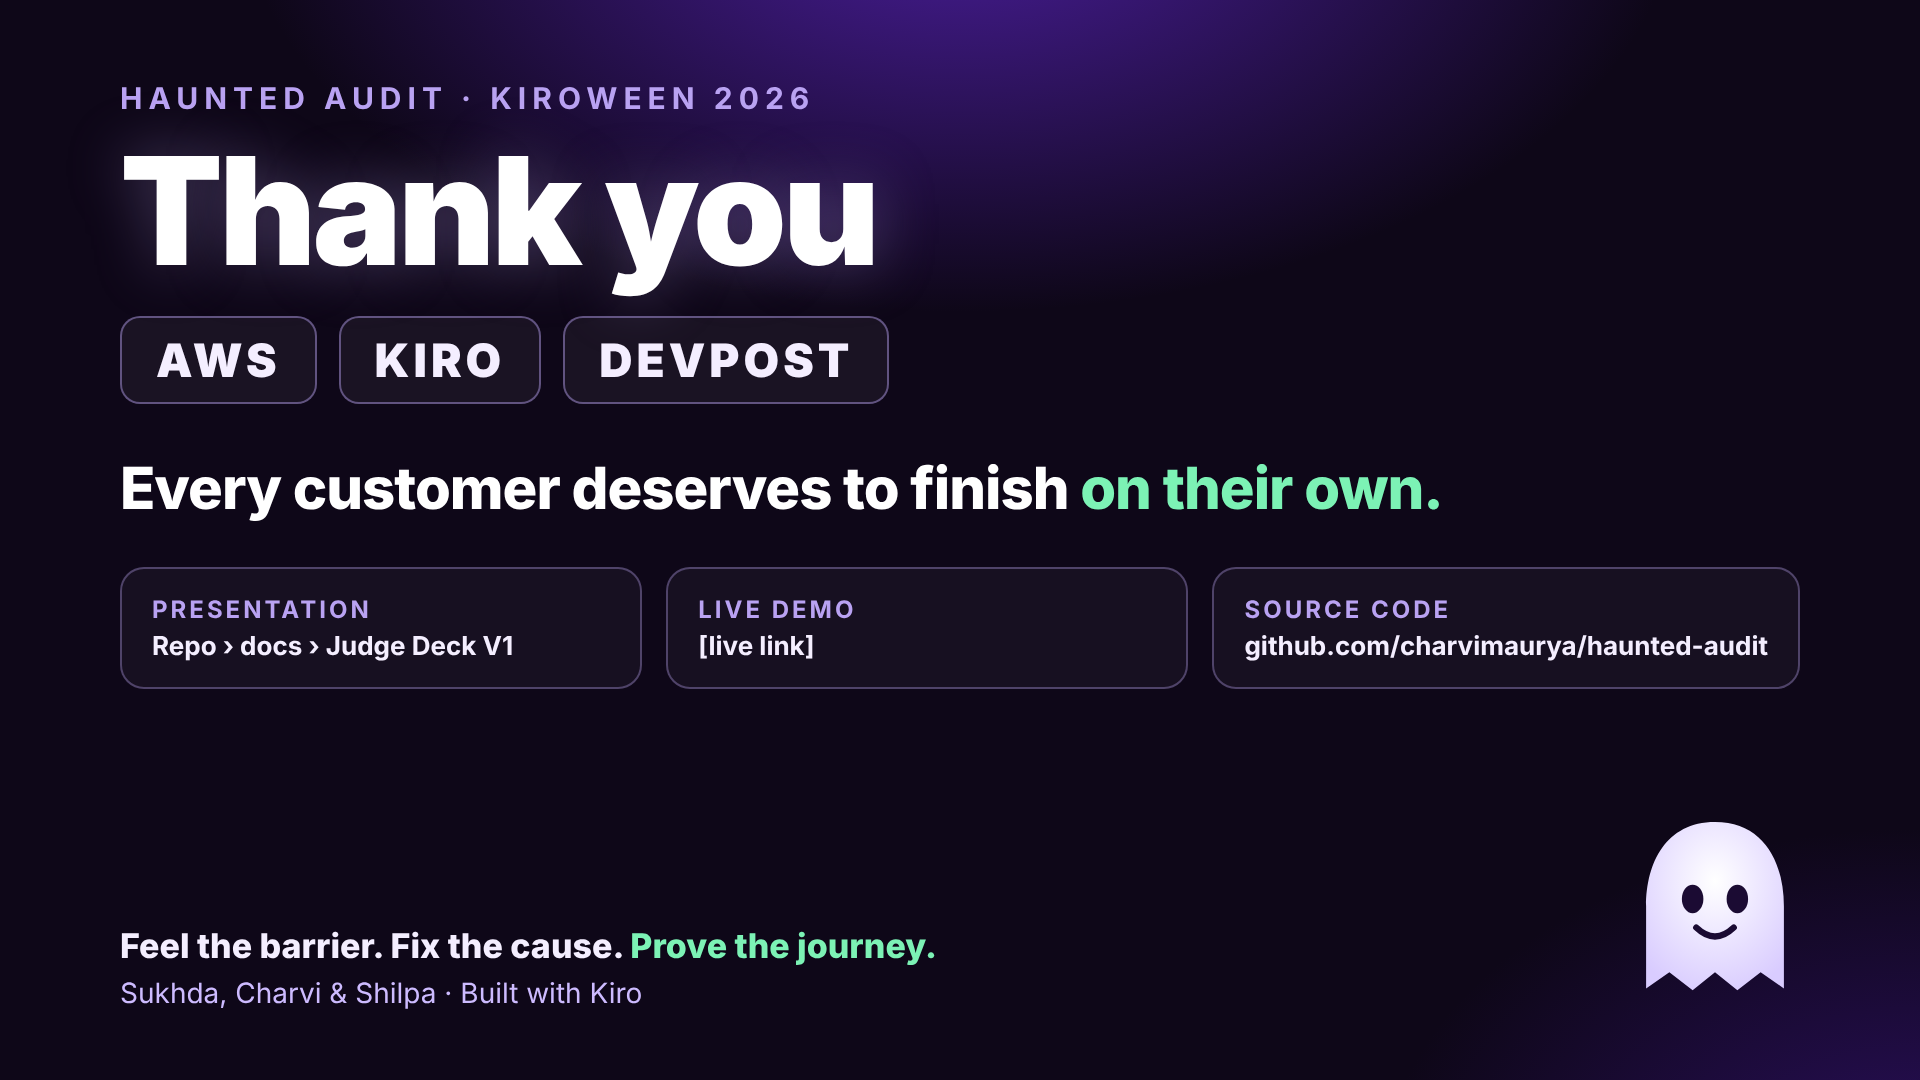 HAUNTED AUDIT · KIROWEEN 2026
Thank you
AWS
KIRO
DEVPOST
Every customer deserves to finish on their own.
PRESENTATION
Repo › docs › Judge Deck V1
LIVE DEMO
[live link]
SOURCE CODE
github.com/charvimaurya/haunted-audit
Feel the barrier. Fix the cause. Prove the journey.
Sukhda, Charvi & Shilpa · Built with Kiro